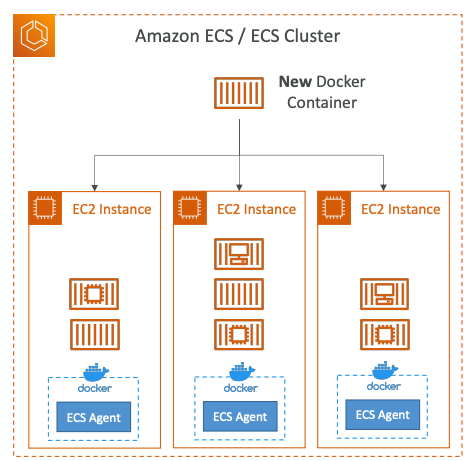 Amazon ECS / ECS Cluster
New Docker
Container
EC2 Instance
EC2 Instance
EC2 Instance
docker
docker
docker
ECS Agent
ECS Agent
ECS Agent